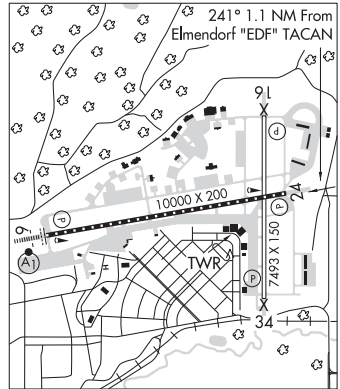 241° 1.1 NM From
Elmendorf "EDF" TACAN
16
X
P
10000 X 200
P
P
24
6
A1
H
TWR
7493 X 150
P
X
34